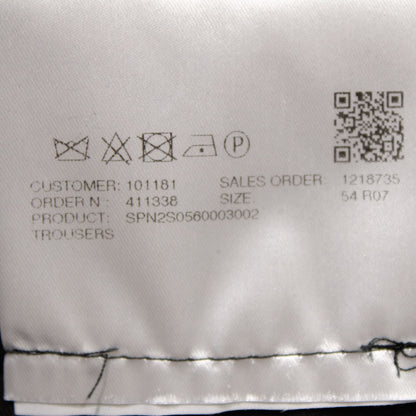 P
CUSTOMER: 101181 SALES ORDER: 1218735
ORDER N : 411338 SIZE: 54 R07
PRODUCT: SPN2S0560003002
TROUSERS